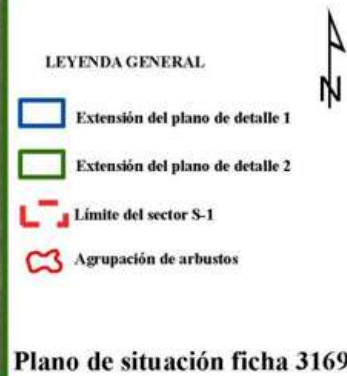 LEYENDA GENERAL
N
Extensión del plano de detalle 1
Extensión del plano de detalle 2
Límite del sector S-1
Agrupación de arbustos
Plano de situación ficha 3169